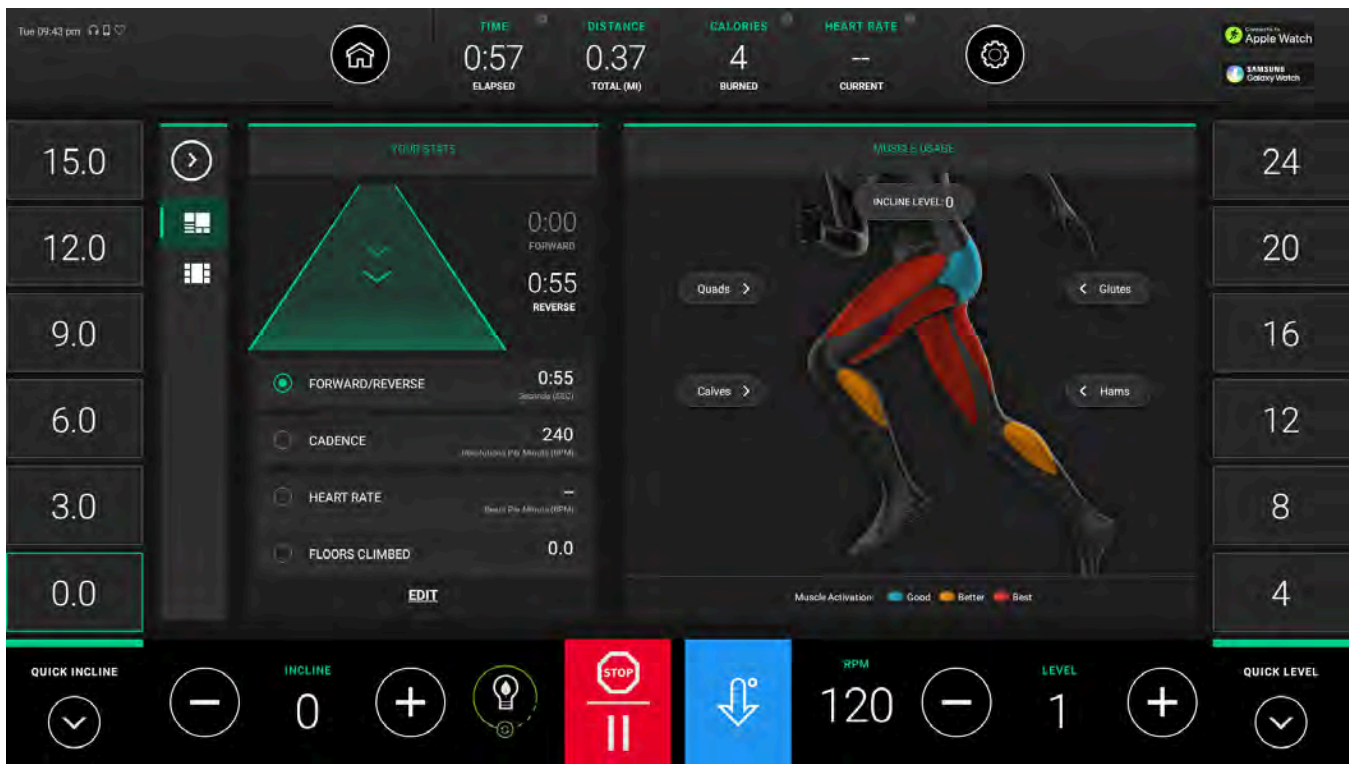 Tue 09:43 pm
TIME
0:57
ELAPSED
DISTANCE
0.37
TOTAL (MI)
CALORIES
4
BURNED
HEART RATE
--
CURRENT
Connects to
Apple Watch
SAMSUNG
Galaxy Watch
15.0
12.0
9.0
6.0
3.0
0.0
YOUR STATS
0:00
FORWARD
0:55
REVERSE
FORWARD/REVERSE
0:55
Seconds (SEC)
CADENCE
240
Revolutions Per Minute (RPM)
HEART RATE
--
Beats Per Minute (BPM)
FLOORS CLIMBED
0.0
EDIT
MUSCLE USAGE
INCLINE LEVEL: 0
Quads
Glutes
Calves
Hams
Muscle Activation: Good Better Best
24
20
16
12
8
4
QUICK INCLINE
INCLINE
0
STOP
RPM
120
LEVEL
1
QUICK LEVEL